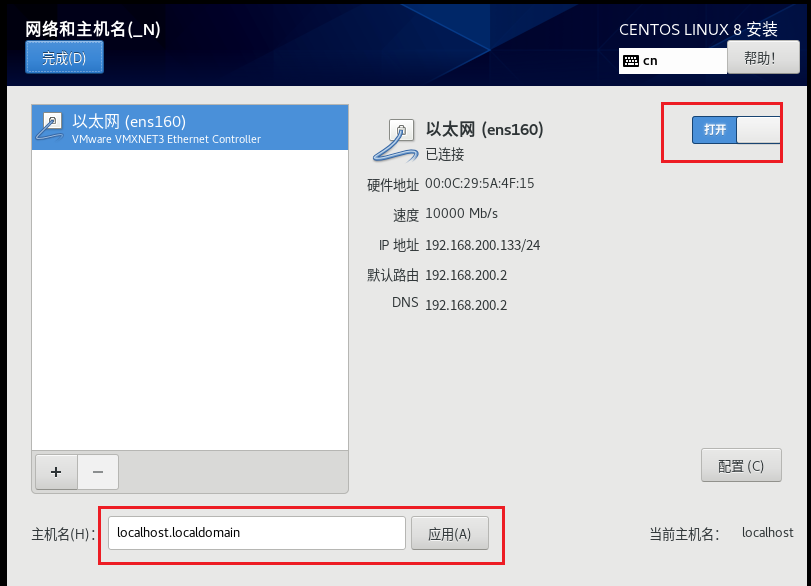 网络和主机名(_N)
完成(D)
CENTOS LINUX 8 安装
cn
帮助!
以太网 (ens160)
VMware VMXNET3 Ethernet Controller
以太网 (ens160)
已连接
打开
硬件地址 00:0C:29:5A:4F:15
速度 10000 Mb/s
IP 地址 192.168.200.133/24
默认路由 192.168.200.2
DNS 192.168.200.2
+ −
配置 (C)
主机名(H): localhost.localdomain 应用(A) 当前主机名: localhost